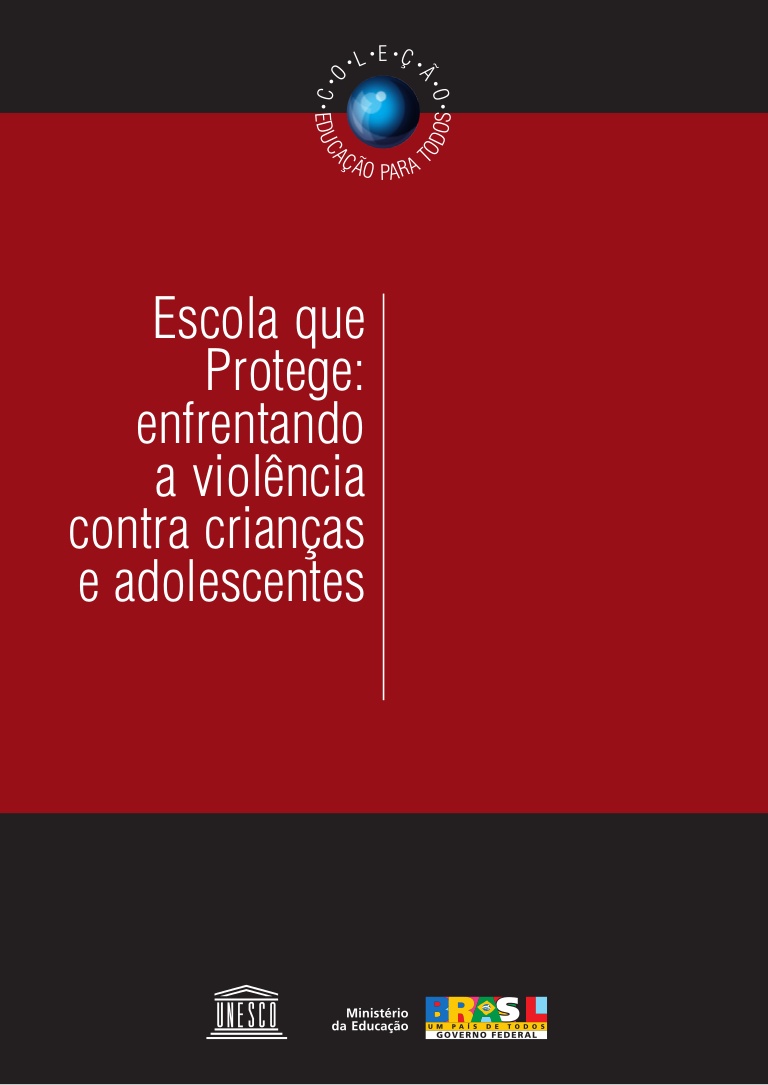 •C•O•L•E•Ç•Ã•O•
EDUCAÇÃO PARA TODOS
Escola que
Protege:
enfrentando
a violência
contra crianças
e adolescentes
UNESCO
Ministério
da Educação
BRASIL
UM PAÍS DE TODOS
GOVERNO FEDERAL